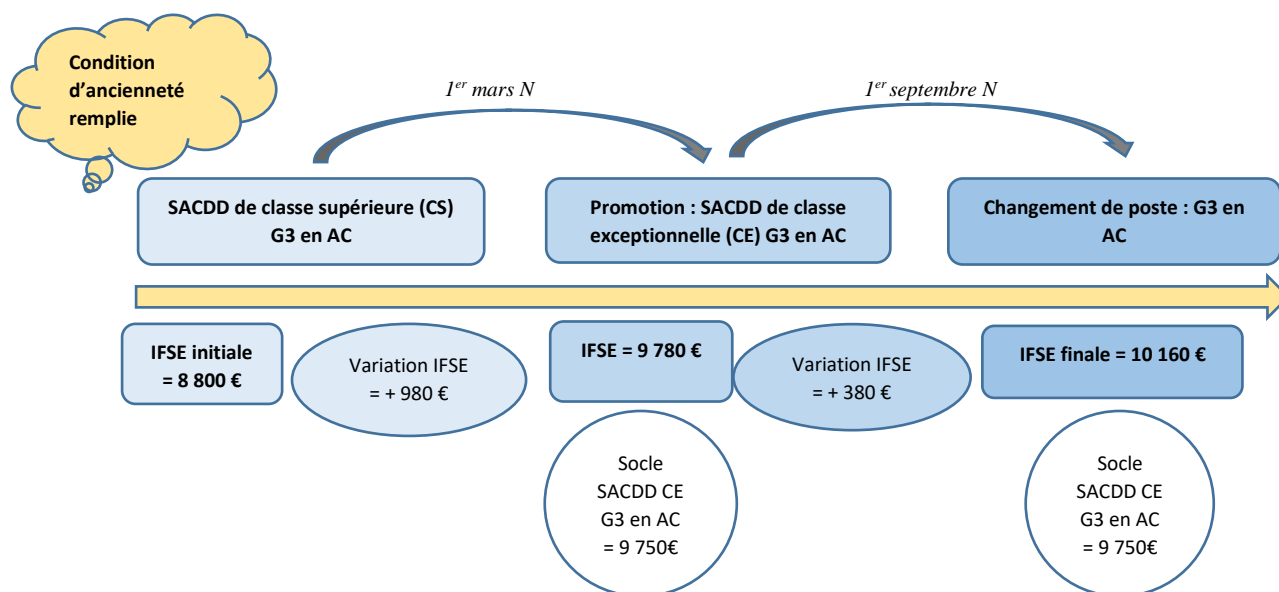 Condition
d’ancienneté
remplie
1er mars N
1er septembre N
SACDD de classe supérieure (CS)
G3 en AC
Promotion : SACDD de classe
exceptionnelle (CE) G3 en AC
Changement de poste : G3 en
AC
IFSE initiale
= 8 800 €
Variation IFSE
= + 980 €
IFSE = 9 780 €
Variation IFSE
= + 380 €
IFSE finale = 10 160 €
Socle
SACDD CE
G3 en AC
= 9 750€
Socle
SACDD CE
G3 en AC
= 9 750€